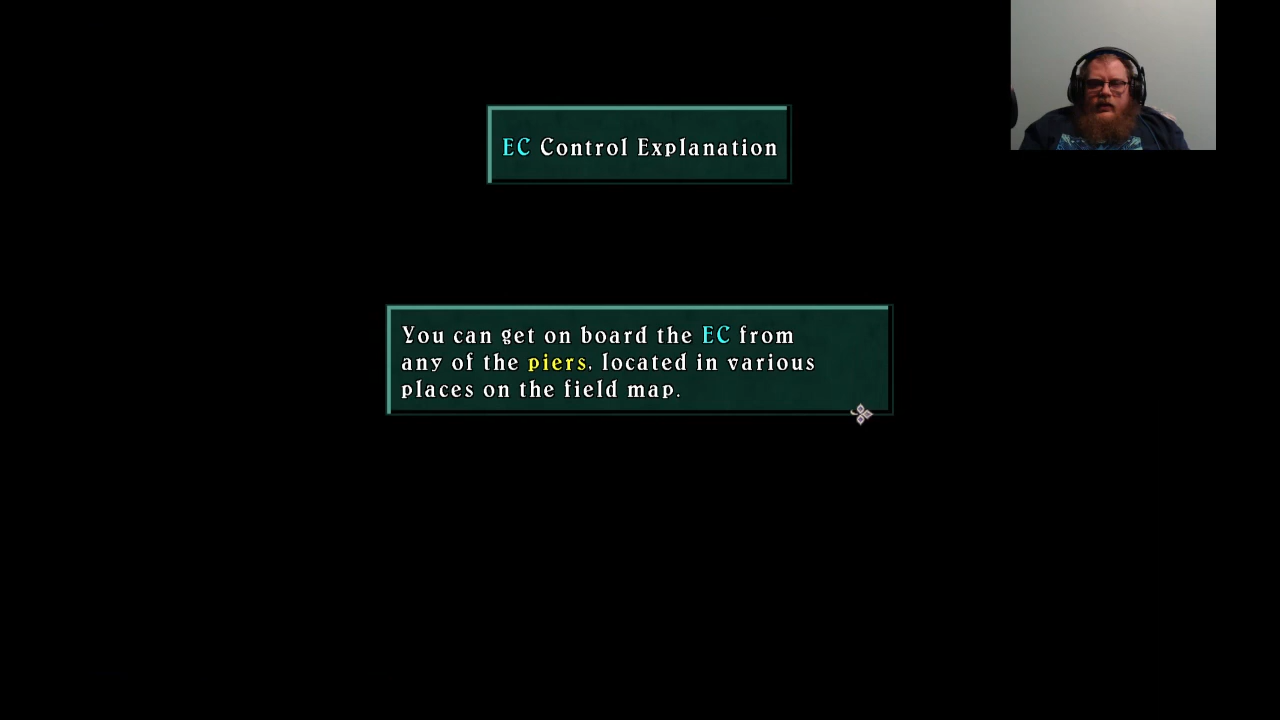 EC Control Explanation
You can get on board the EC from
any of the piers, located in various
places on the field map.